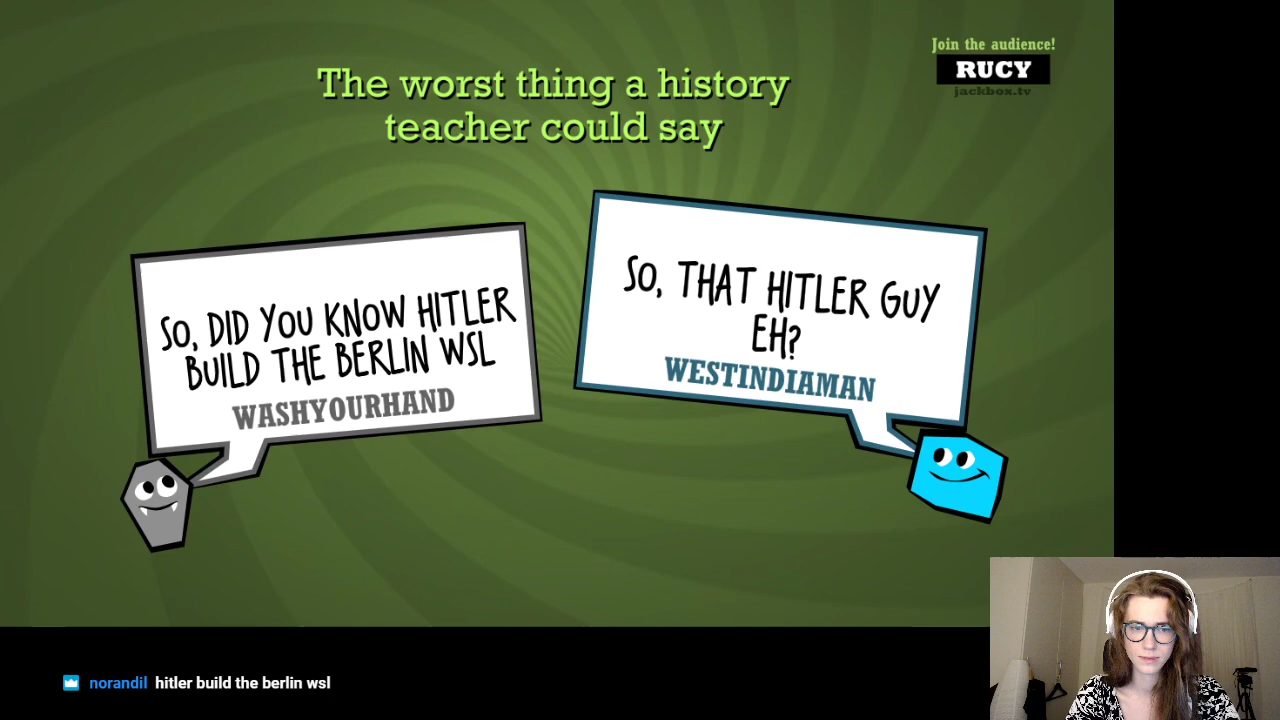 Join the audience!
RUCY
jackbox.tv
The worst thing a history
teacher could say
SO, DID YOU KNOW HITLER
BUILD THE BERLIN WSL
WASHYOURHAND
SO, THAT HITLER GUY
EH?
WESTINDIAMAN
norandil hitler build the berlin wsl